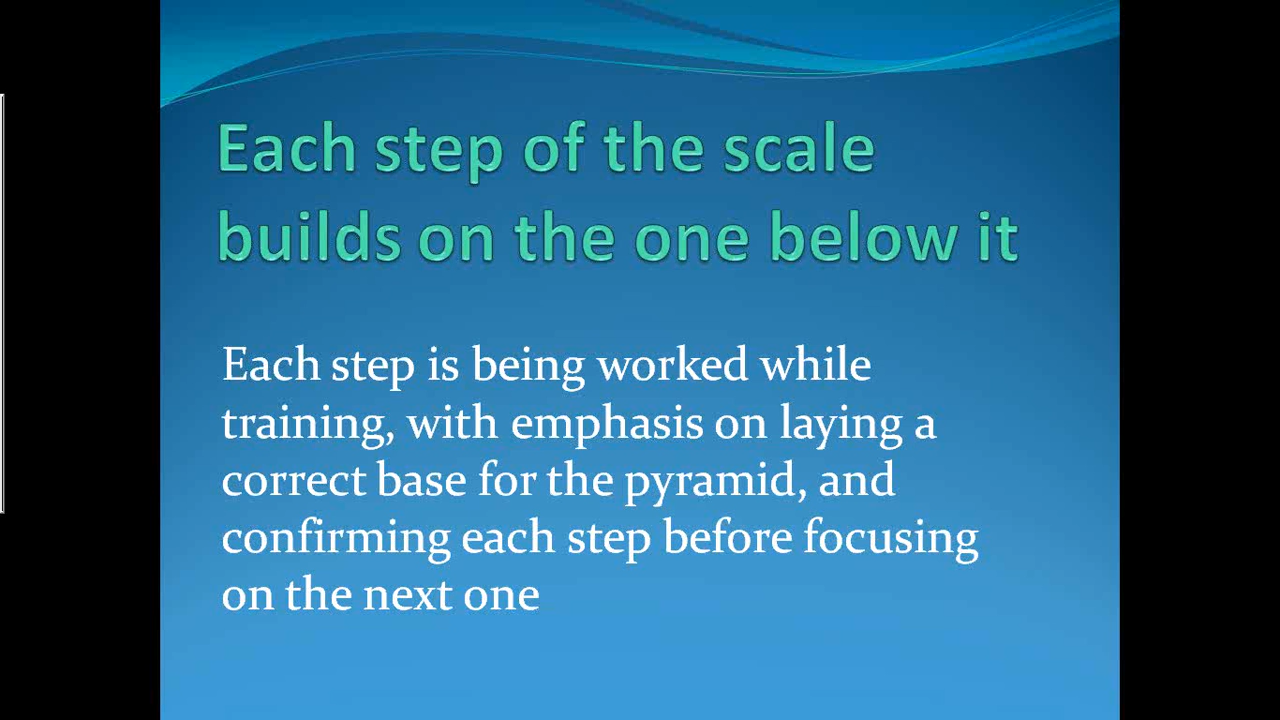 Each step of the scale
builds on the one below it
Each step is being worked while
training, with emphasis on laying a
correct base for the pyramid, and
confirming each step before focusing
on the next one